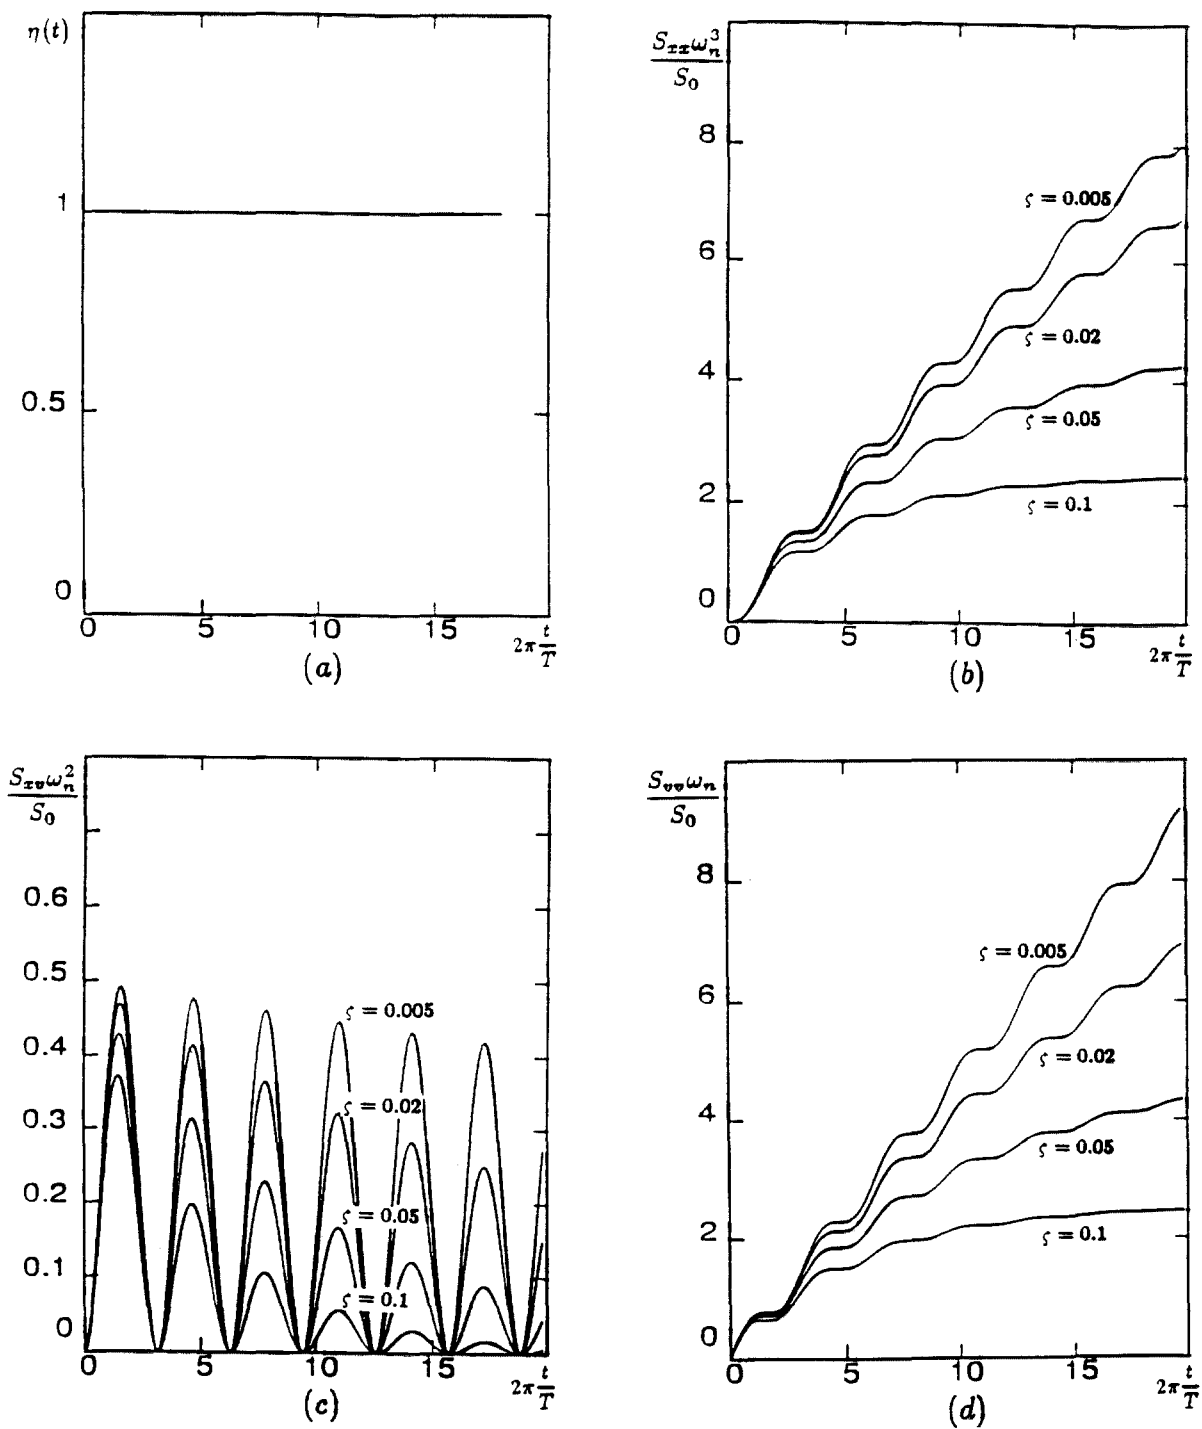 η(t)
1
0.5
0
0 5 10 15 2π t/T
(a)
S_xx ω_n^3 / S_0
8
6
4
2
0
ζ = 0.005
ζ = 0.02
ζ = 0.05
ζ = 0.1
0 5 10 15 2π t/T
(b)
S_xv ω_n^2 / S_0
0.6
0.5
0.4
0.3
0.2
0.1
0
ζ = 0.005
ζ = 0.02
ζ = 0.05
ζ = 0.1
0 5 10 15 2π t/T
(c)
S_vv ω_n / S_0
8
6
4
2
0
ζ = 0.005
ζ = 0.02
ζ = 0.05
ζ = 0.1
0 5 10 15 2π t/T
(d)